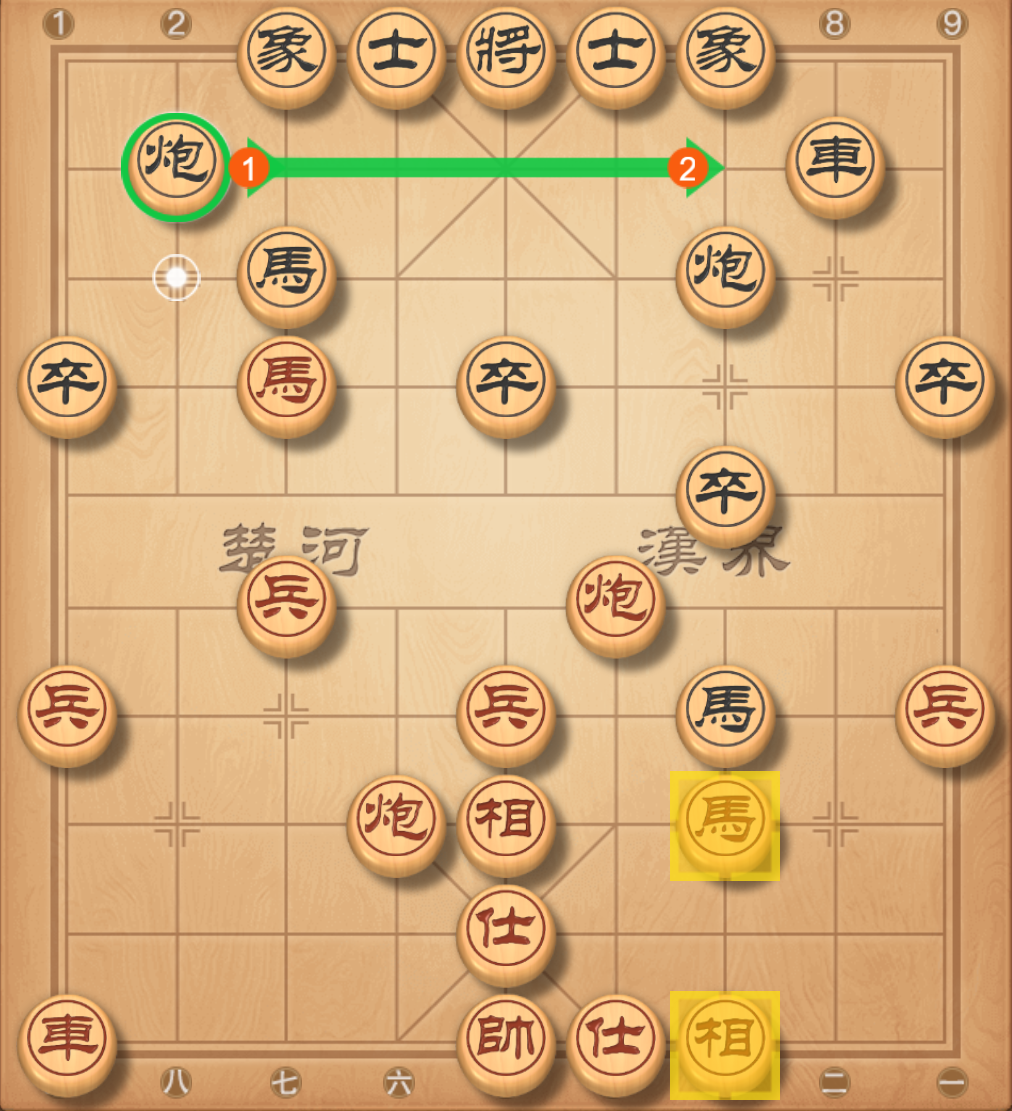 1 2 8 9
象 士 將 士 象
炮 1 2 車
馬 炮
卒 馬 卒 卒
卒
楚河 漢界
兵 炮
兵 兵 馬 兵
炮 相 馬
仕
車 帥 仕 相
八 七 六 二 一